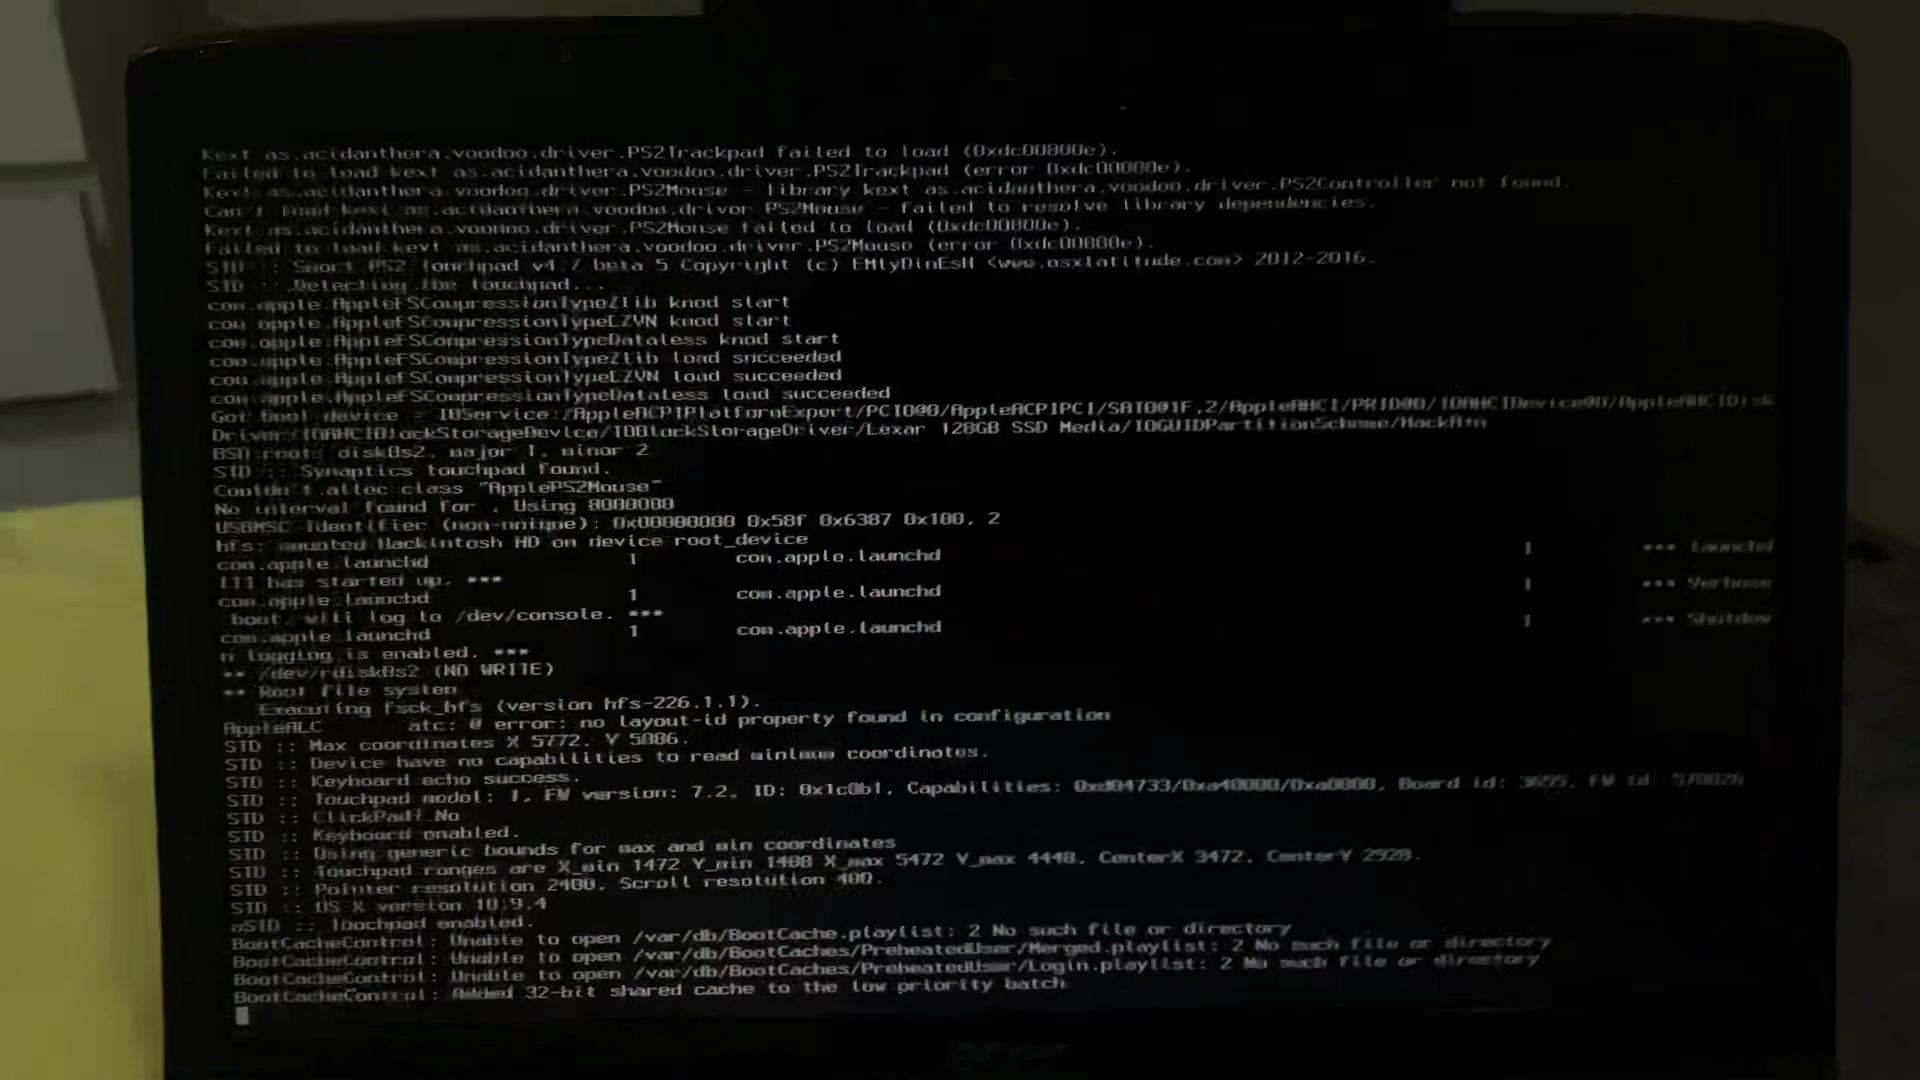 Kext as.acidanthera.voodoo.driver.PS2Trackpad failed to load (0xdc00800e).
Failed to load kext as.acidanthera.voodoo.driver.PS2Trackpad (error 0xdc00800e).
Kext as.acidanthera.voodoo.driver.PS2Mouse - library kext as.acidanthera.voodoo.driver.PS2Controller not found.
Can't load kext as.acidanthera.voodoo.driver.PS2Mouse - failed to resolve library dependencies.
Kext as.acidanthera.voodoo.driver.PS2Mouse failed to load (0xdc00800e).
Failed to load kext as.acidanthera.voodoo.driver.PS2Mouse (error 0xdc00800e).
STD :: Smart PS2 Touchpad v4.7 beta 5 Copyright (c) EMlyDinEsH <www.osxlatitude.com> 2012-2016.
STD :: Detecting the touchpad...
com.apple.AppleFSCompressionTypeZlib kmod start
com.apple.AppleFSCompressionTypeLZVN kmod start
com.apple.AppleFSCompressionTypeDataless kmod start
com.apple.AppleFSCompressionTypeZlib load succeeded
com.apple.AppleFSCompressionTypeLZVN load succeeded
com.apple.AppleFSCompressionTypeDataless load succeeded
Got boot device = IOService:/AppleACPIPlatformExpert/PCI0@0/AppleACPIPCI/SAT0@1F,2/AppleAHCI/PRID@0/IOAHCIDevice@0/AppleAHCIDisk
Driver/IOAHCIBlockStorageDevice/IOBlockStorageDriver/Lexar 128GB SSD Media/IOGUIDPartitionScheme/
BSD root: disk0s2, major 1, minor 2
STD :: Synaptics touchpad found.
Couldn't alloc class "ApplePS2Mouse"
No interval found for . Using 8000000
USBMSC Identifier (non-unique): 0x00000000 0x58f 0x6387 0x100, 2
hfs: mounted Hackintosh HD on device root_device
com.apple.launchd 1 com.apple.launchd 1 *** launchd
[1] has started up. ***
com.apple.launchd 1 com.apple.launchd 1 *** Verbose
boot, will log to /dev/console. ***
com.apple.launchd 1 com.apple.launchd 1 *** Shutdow
n logging is enabled. ***
** /dev/rdisk0s2 (NO WRITE)
** Root file system
Executing fsck_hfs (version hfs-226.1.1).
AppleALC alc: @ error: no layout-id property found in configuration
STD :: Max coordinates X 5772, Y 5086.
STD :: Device have no capabilities to read minimum coordinates.
STD :: Keyboard echo success.
STD :: Touchpad model: 1, FW version: 7.2, ID: 0x1c0b1, Capabilities: 0xd04733/0xa40000/0xa0000, Board id: 3695, FW id: 570026
STD :: ClickPad? No
STD :: Keyboard enabled.
STD :: Using generic bounds for max and min coordinates
STD :: Touchpad ranges are X_min 1472 Y_min 1408 X_max 5472 Y_max 4448, CenterX 3472, CenterY 2928.
STD :: Pointer resolution 2400, Scroll resolution 400.
STD :: OS X version 10.9.4
STD :: Touchpad enabled.
BootCacheControl: Unable to open /var/db/BootCache.playlist: 2 No such file or directory
BootCacheControl: Unable to open /var/db/BootCaches/PreheatedUser/Merged.playlist: 2 No such file or directory
BootCacheControl: Unable to open /var/db/BootCaches/PreheatedUser/Login.playlist: 2 No such file or directory
BootCacheControl: Added 32-bit shared cache to the low priority batch
acer